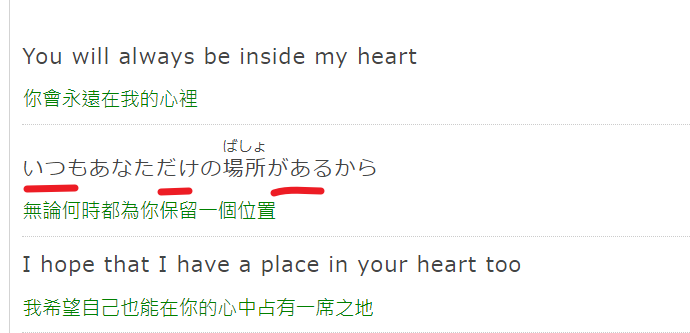 You will always be inside my heart
你會永遠在我的心裡
ばしょ
いつもあなただけの場所があるから
無論何時都為你保留一個位置
I hope that I have a place in your heart too
我希望自己也能在你的心中占有一席之地